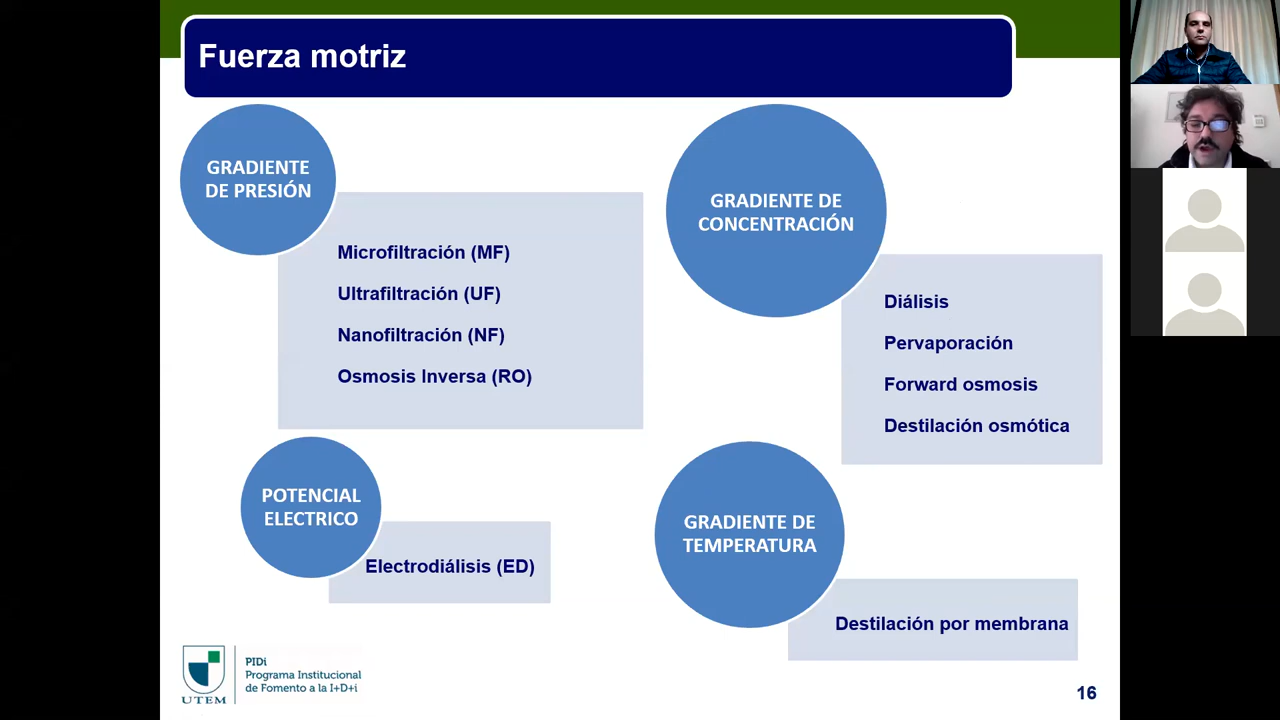 Fuerza motriz
GRADIENTE
DE PRESIÓN
Microfiltración (MF)
Ultrafiltración (UF)
Nanofiltración (NF)
Osmosis Inversa (RO)
GRADIENTE DE
CONCENTRACIÓN
Diálisis
Pervaporación
Forward osmosis
Destilación osmótica
POTENCIAL
ELECTRICO
Electrodiálisis (ED)
GRADIENTE DE
TEMPERATURA
Destilación por membrana
UTEM
PIDi
Programa Institucional
de Fomento a la I+D+i
16